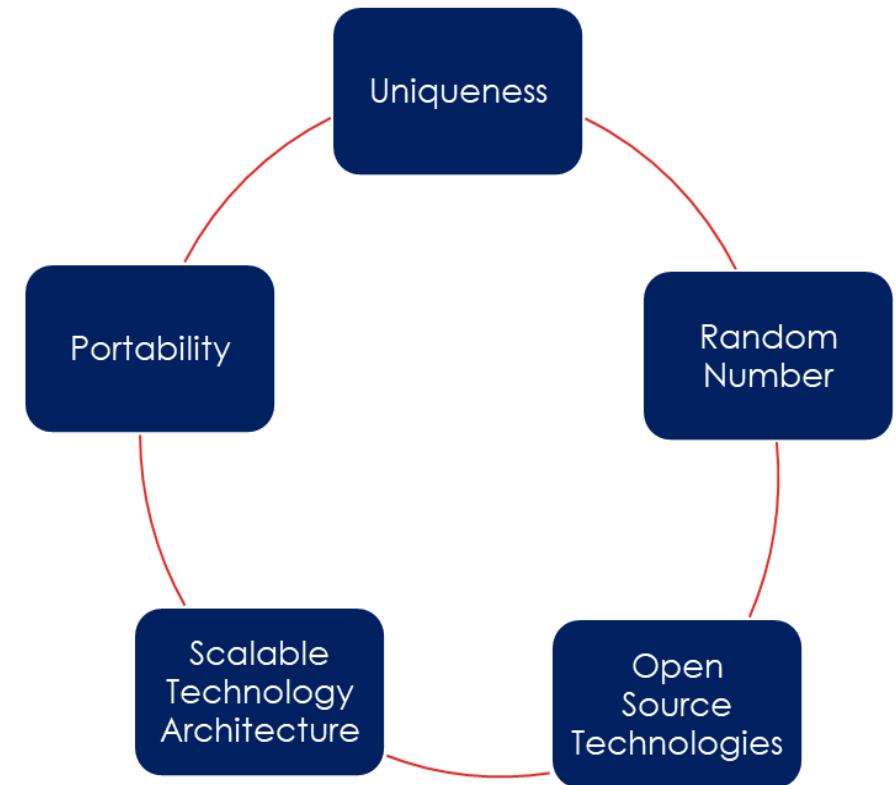 Uniqueness
Random
Number
Open
Source
Technologies
Scalable
Technology
Architecture
Portability